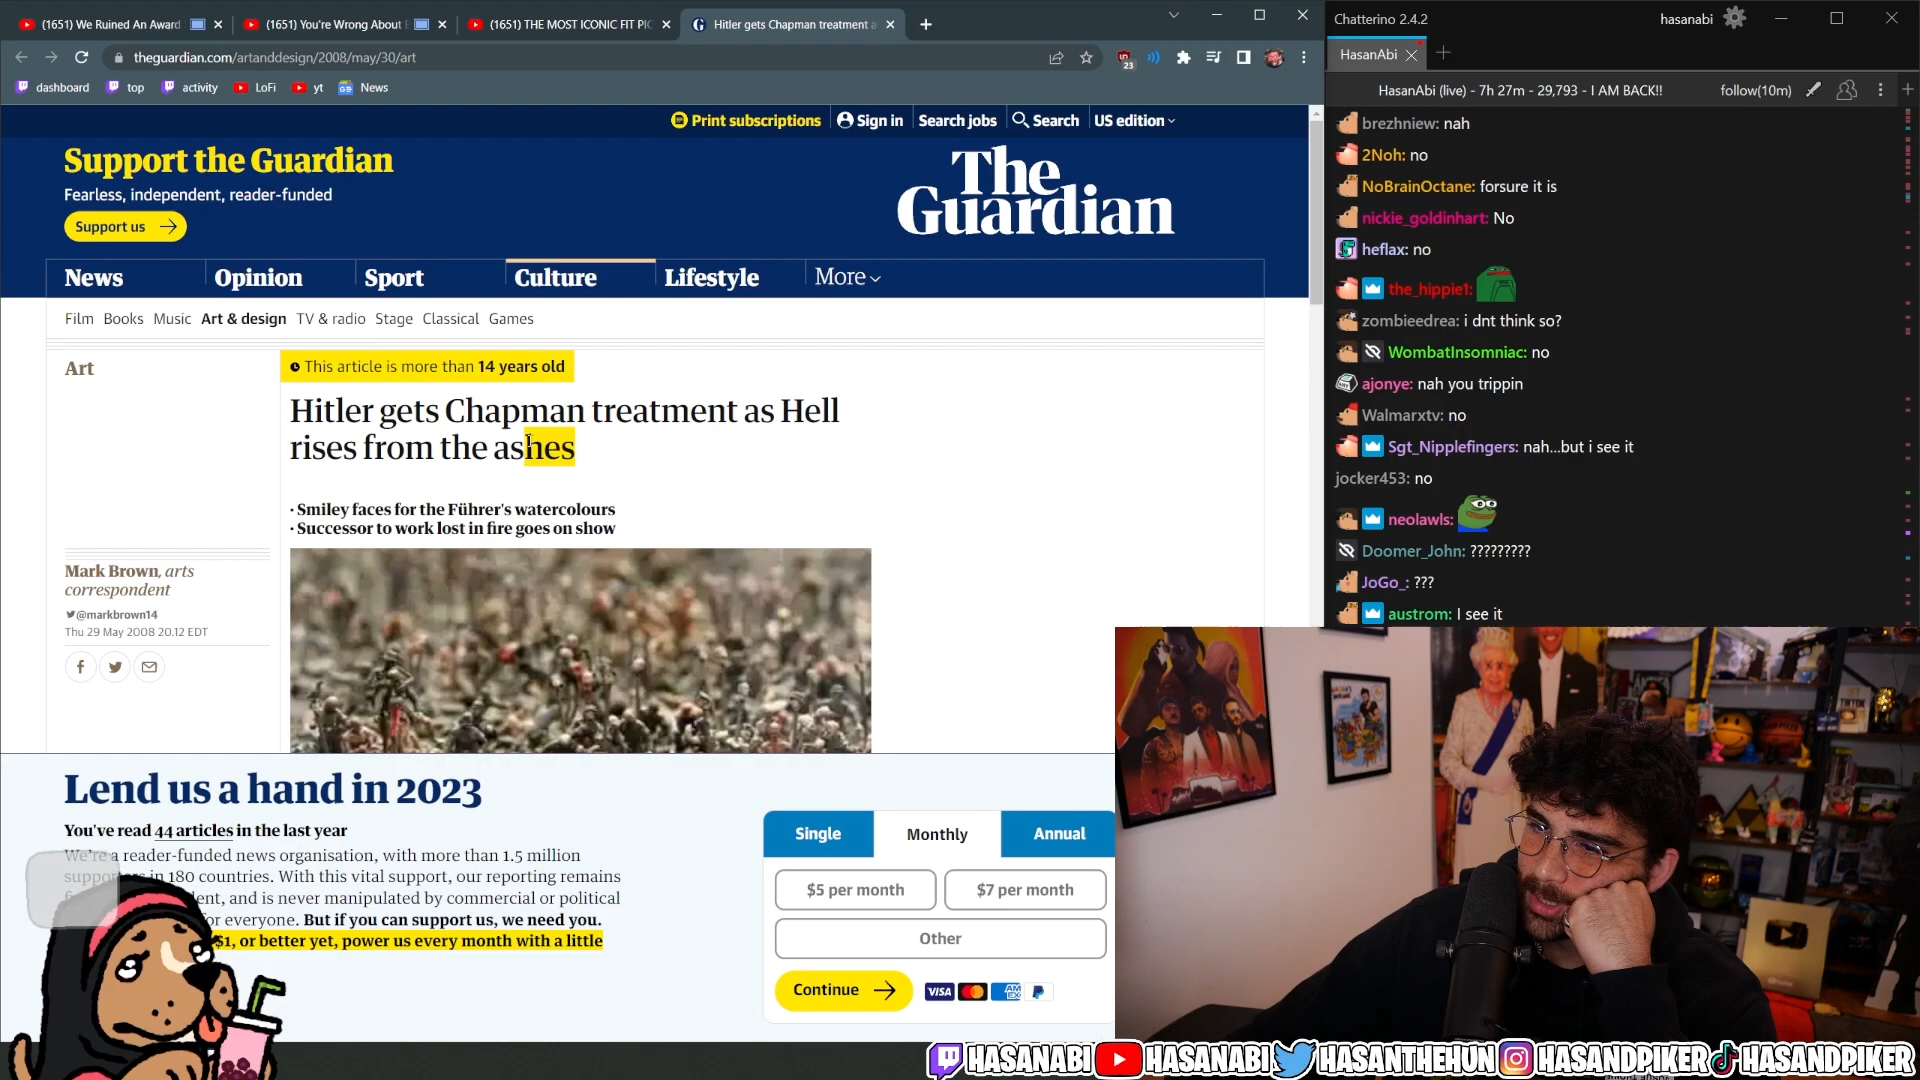 (1651) We Ruined An Award
(1651) You're Wrong About
(1651) THE MOST ICONIC FIT PIC
Hitler gets Chapman treatment a
theguardian.com/artanddesign/2008/may/30/art
23
dashboard
top
activity
LoFi
yt
News
Print subscriptions
Sign in
Search jobs
Search
US edition
Support the Guardian
Fearless, independent, reader-funded
Support us
The
Guardian
News
Opinion
Sport
Culture
Lifestyle
More
Film
Books
Music
Art & design
TV & radio
Stage
Classical
Games
Art
This article is more than 14 years old
Hitler gets Chapman treatment as Hell
rises from the ashes
· Smiley faces for the Führer's watercolours
· Successor to work lost in fire goes on show
Mark Brown, arts
correspondent
@markbrown14
Thu 29 May 2008 20.12 EDT
Lend us a hand in 2023
You've read 44 articles in the last year
We're a reader-funded news organisation, with more than 1.5 million
supporters in 180 countries. With this vital support, our reporting remains
ent, and is never manipulated by commercial or political
for everyone. But if you can support us, we need you.
$1, or better yet, power us every month with a little
Single
Monthly
Annual
$5 per month
$7 per month
Other
Continue
VISA
AMEX
Chatterino 2.4.2
hasanabi
HasanAbi
HasanAbi (live) - 7h 27m - 29,793 - I AM BACK!!
follow(10m)
brezhniew: nah
2Noh: no
NoBrainOctane: forsure it is
nickie_goldinhart: No
heflax: no
the_hippie1:
zombieedrea: i dnt think so?
WombatInsomniac: no
ajonye: nah you trippin
Walmarxtv: no
Sgt_Nipplefingers: nah...but i see it
jocker453: no
neolawls:
Doomer_John: ?????????
JoGo_: ???
austrom: I see it
TIKTOK
HASANABI
HASANABI
HASANTHEHUN
HASANDPIKER
HASANDPIKER